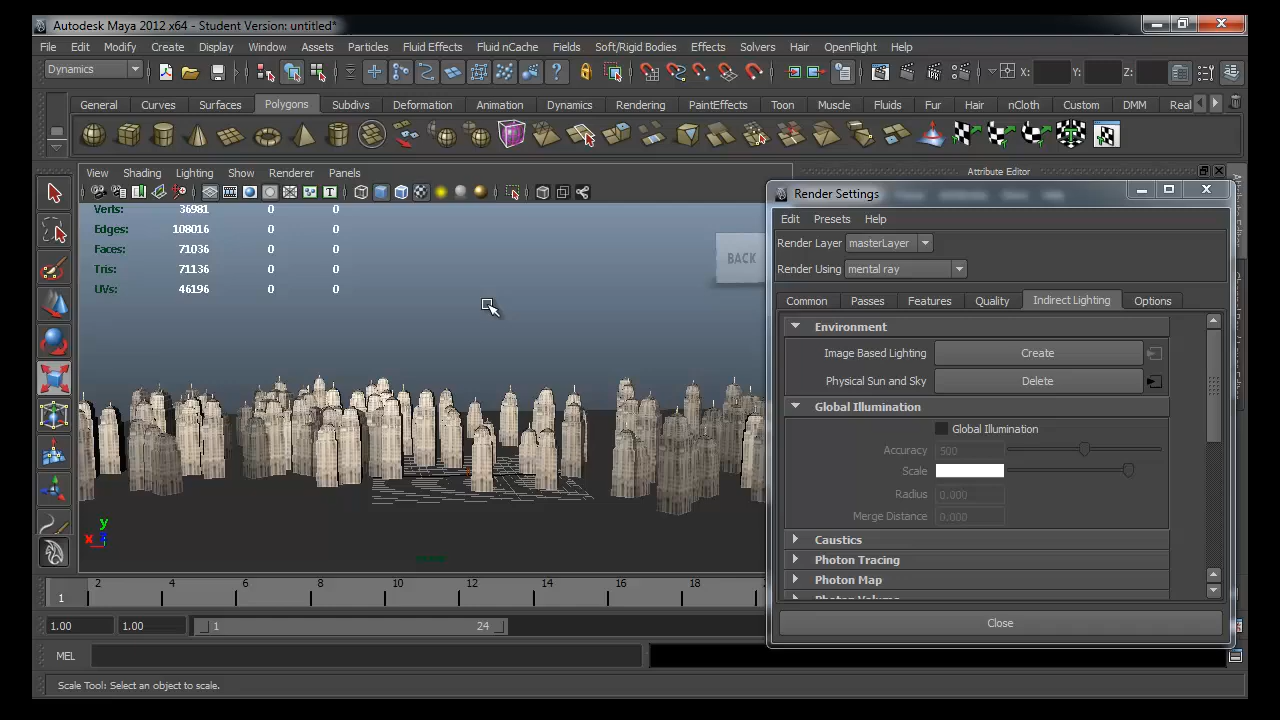 Autodesk Maya 2012 x64 - Student Version: untitled*
File Edit Modify Create Display Window Assets Particles Fluid Effects Fluid nCache Fields Soft/Rigid Bodies Effects Solvers Hair OpenFlight Help
Dynamics X: Y: Z:
General Curves Surfaces Polygons Subdivs Deformation Animation Dynamics Rendering PaintEffects Toon Muscle Fluids Fur Hair nCloth Custom DMM Real
View Shading Lighting Show Renderer Panels
Attribute Editor
Verts: 36981 0 0
Edges: 108016 0 0
Faces: 71036 0 0
Tris: 71136 0 0
UVs: 46196 0 0
BACK
y
x
Render Settings
Edit Presets Help
Render Layer masterLayer
Render Using mental ray
Common Passes Features Quality Indirect Lighting Options
Environment
Image Based Lighting Create
Physical Sun and Sky Delete
Global Illumination
Global Illumination
Accuracy 500
Scale
Radius 0.000
Merge Distance 0.000
Caustics
Photon Tracing
Photon Map
Photon Volume
Close
2 4 6 8 10 12 14 16 18
1
1.00 1.00 1 24
MEL
Scale Tool: Select an object to scale.